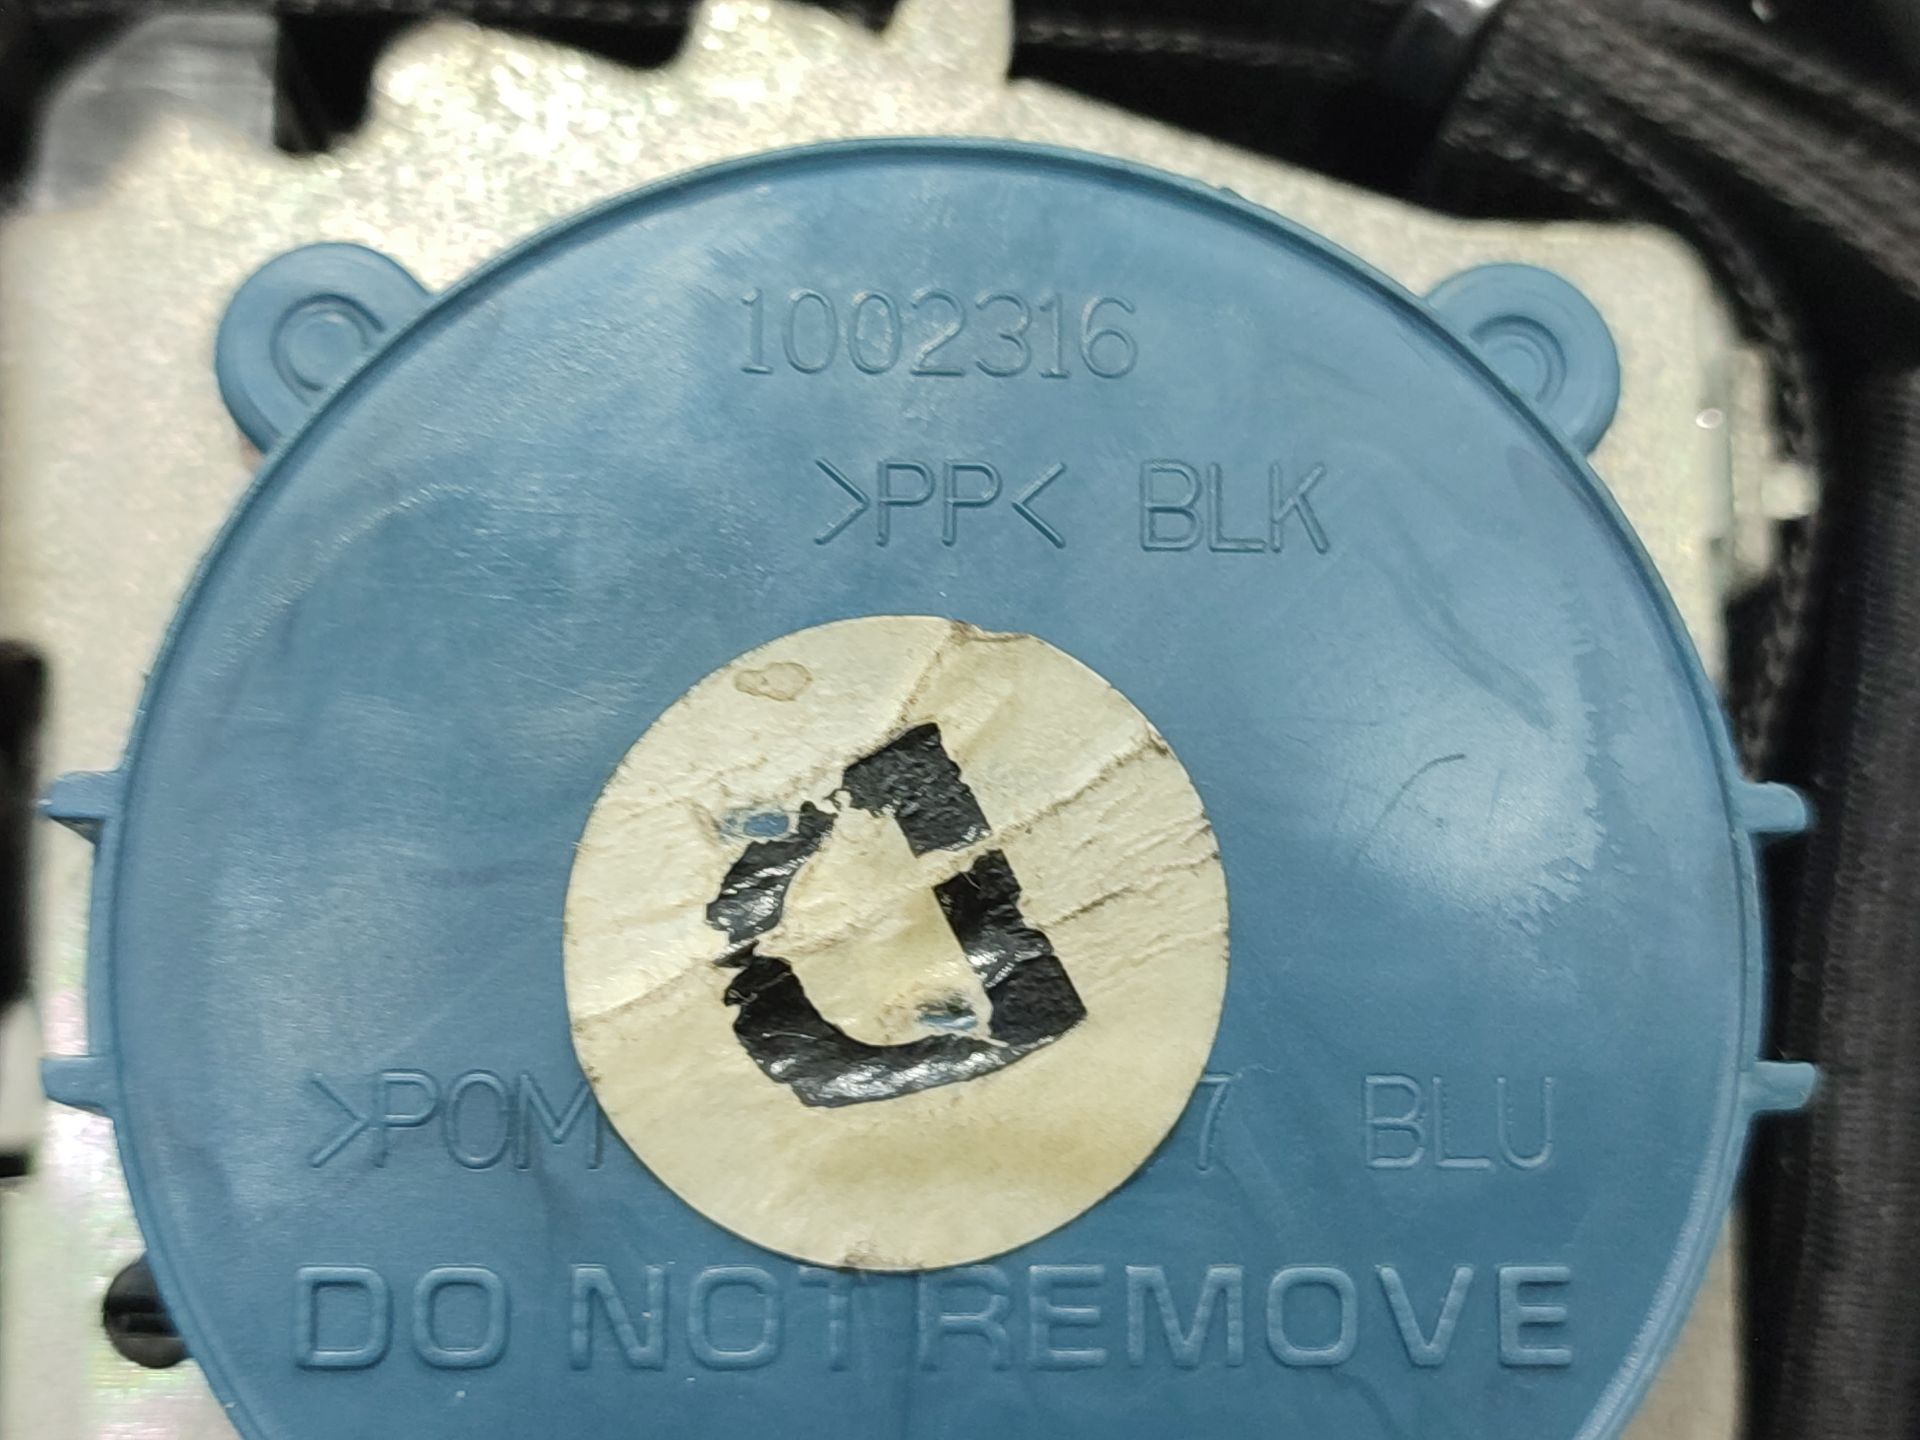 1002316
>PP< BLK
D
>POM 7 BLU
DO NOT REMOVE